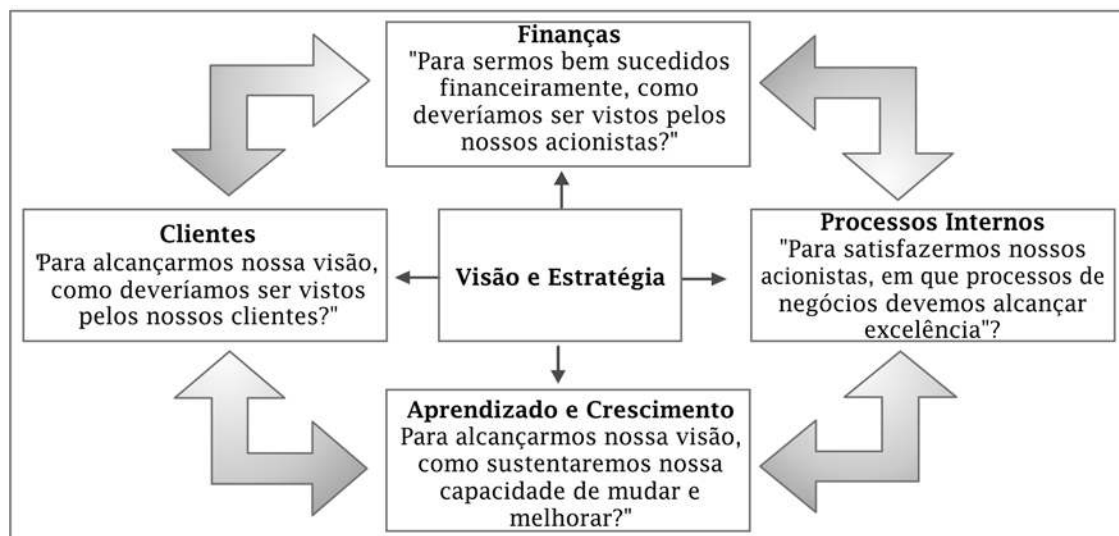 Finanças
"Para sermos bem sucedidos
financeiramente, como
deveríamos ser vistos pelos
nossos acionistas?"
Clientes
'Para alcançarmos nossa visão,
como deveríamos ser vistos
pelos nossos clientes?"
Visão e Estratégia
Processos Internos
"Para satisfazermos nossos
acionistas, em que processos de
negócios devemos alcançar
excelência"?
Aprendizado e Crescimento
Para alcançarmos nossa visão,
como sustentaremos nossa
capacidade de mudar e
melhorar?"